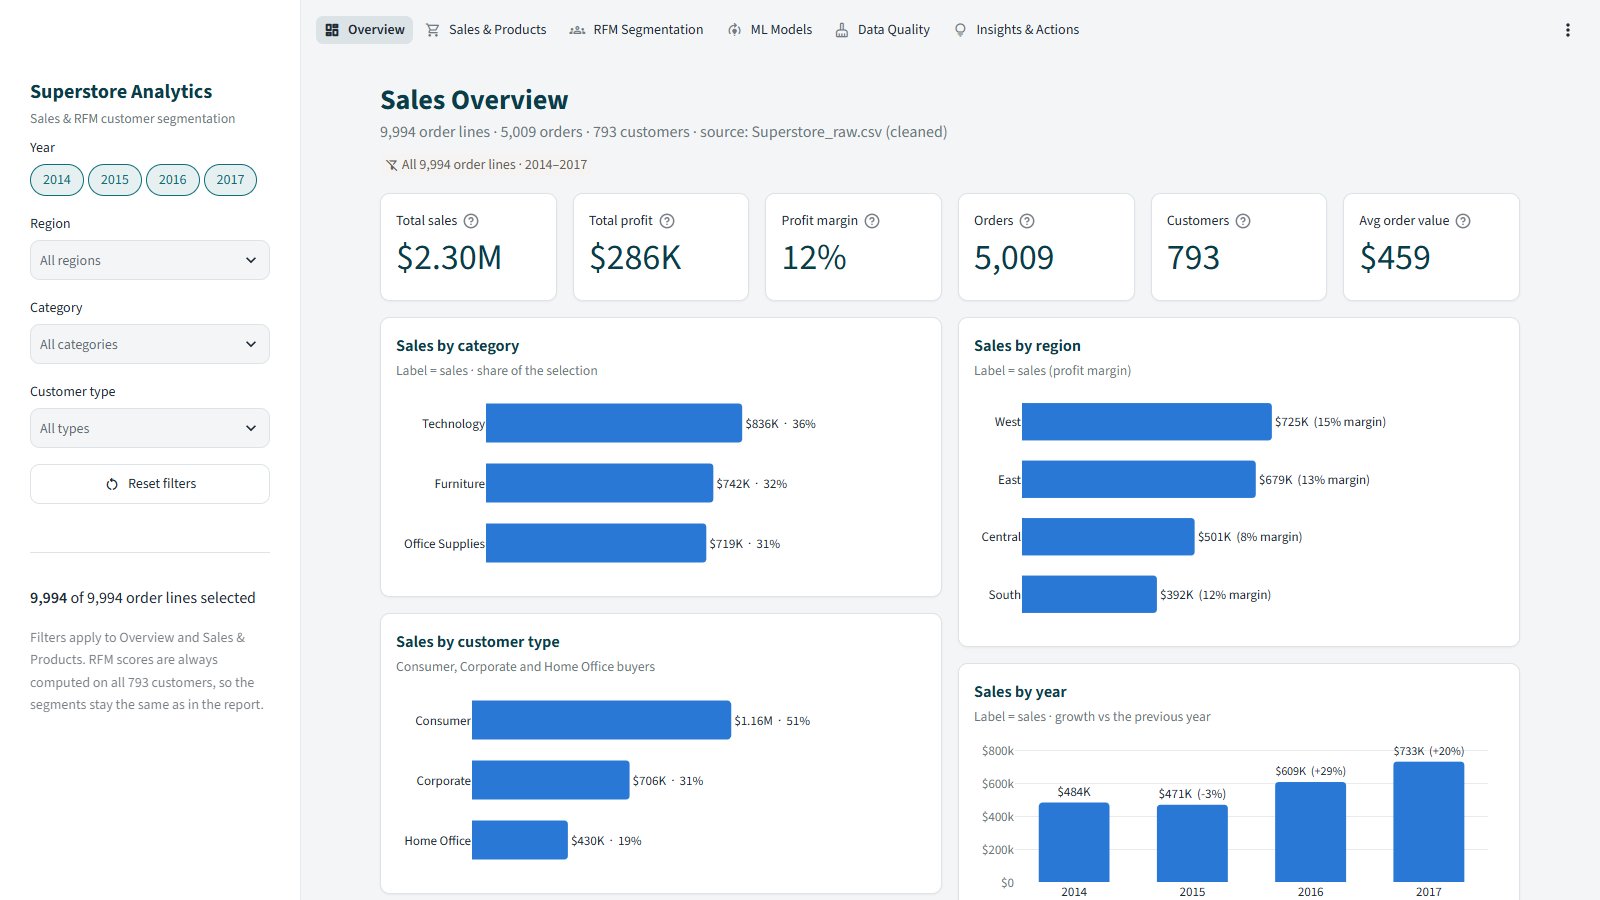 Overview
Sales & Products
RFM Segmentation
ML Models
Data Quality
Insights & Actions
Superstore Analytics
Sales & RFM customer segmentation
Year
2014
2015
2016
2017
Region
All regions
Category
All categories
Customer type
All types
Reset filters
9,994 of 9,994 order lines selected
Filters apply to Overview and Sales &
Products. RFM scores are always
computed on all 793 customers, so the
segments stay the same as in the report.
Sales Overview
9,994 order lines · 5,009 orders · 793 customers · source: Superstore_raw.csv (cleaned)
All 9,994 order lines · 2014–2017
Total sales
$2.30M
Total profit
$286K
Profit margin
12%
Orders
5,009
Customers
793
Avg order value
$459
Sales by category
Label = sales · share of the selection
Technology $836K · 36%
Furniture $742K · 32%
Office Supplies $719K · 31%
Sales by region
Label = sales (profit margin)
West $725K (15% margin)
East $679K (13% margin)
Central $501K (8% margin)
South $392K (12% margin)
Sales by customer type
Consumer, Corporate and Home Office buyers
Consumer $1.16M · 51%
Corporate $706K · 31%
Home Office $430K · 19%
Sales by year
Label = sales · growth vs the previous year
$800k
$600k
$400k
$200k
$0
$484K
$471K (-3%)
$609K (+29%)
$733K (+20%)
2014
2015
2016
2017